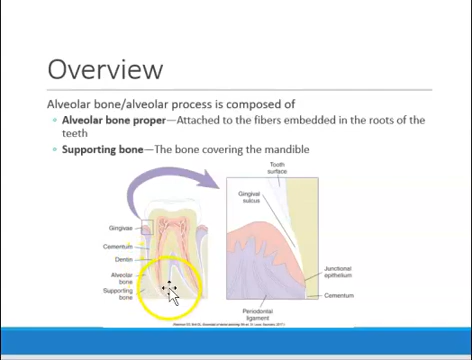 Overview
Alveolar bone/alveolar process is composed of
Alveolar bone proper—Attached to the fibers embedded in the roots of the
teeth
Supporting bone—The bone covering the mandible
Tooth
surface
Gingival
sulcus
Gingivae
Cementum
Dentin
Alveolar
bone
Supporting
bone
Junctional
epithelium
Cementum
Periodontal
ligament